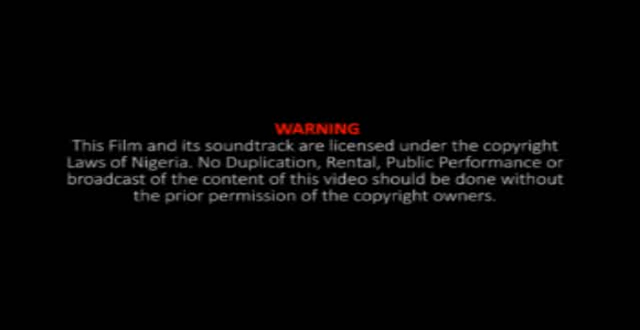 WARNING
This Film and its soundtrack are licensed under the copyright
Laws of Nigeria. No Duplication, Rental, Public Performance or
broadcast of the content of this video should be done without
the prior permission of the copyright owners.